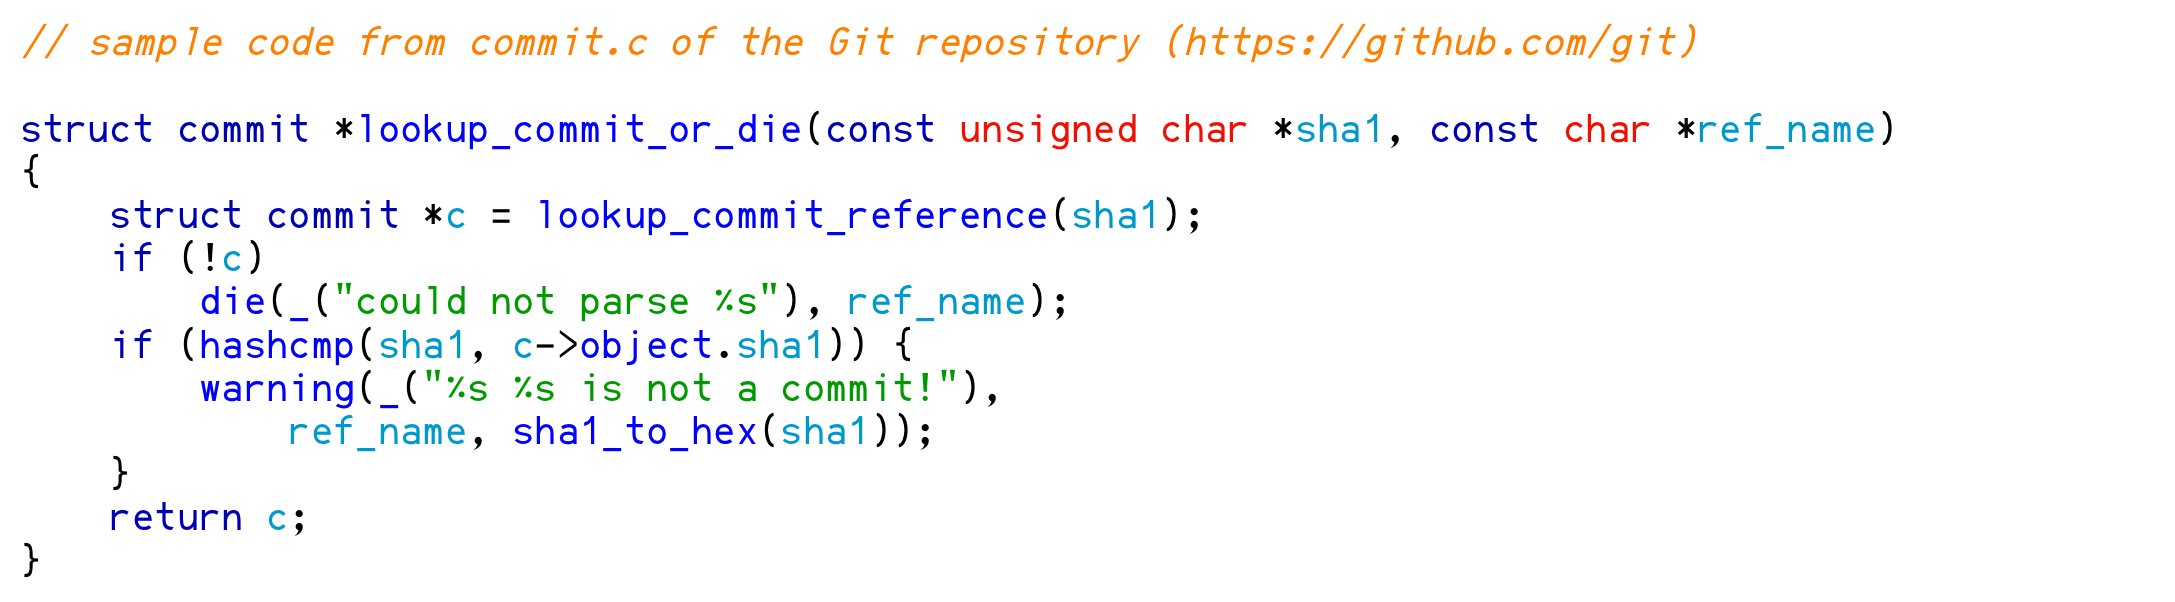 // sample code from commit.c of the Git repository (https://github.com/git)

struct commit *lookup_commit_or_die(const unsigned char *sha1, const char *ref_name)
{
    struct commit *c = lookup_commit_reference(sha1);
    if (!c)
        die(_("could not parse %s"), ref_name);
    if (hashcmp(sha1, c->object.sha1)) {
        warning(_("%s %s is not a commit!"),
            ref_name, sha1_to_hex(sha1));
    }
    return c;
}